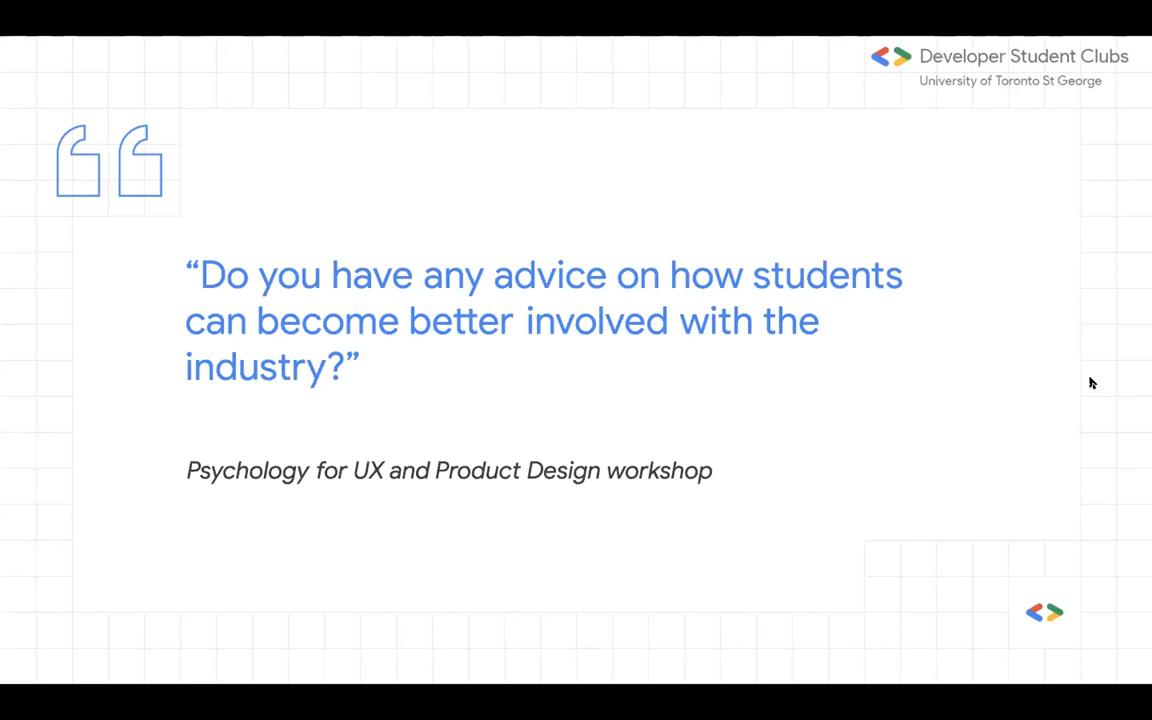 Developer Student Clubs
University of Toronto St George
“Do you have any advice on how students
can become better involved with the
industry?”
Psychology for UX and Product Design workshop